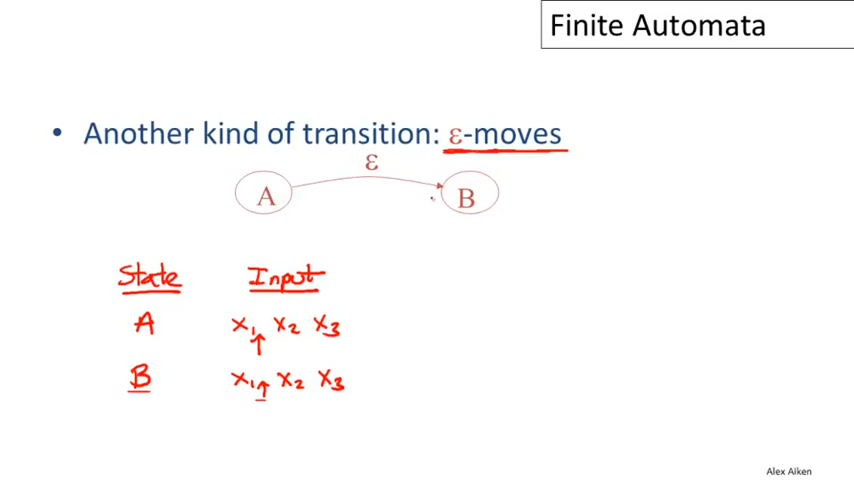 Finite Automata
• Another kind of transition: ε-moves
ε
A B
State Input
A x₁ x₂ x₃
B x₁ x₂ x₃
Alex Aiken